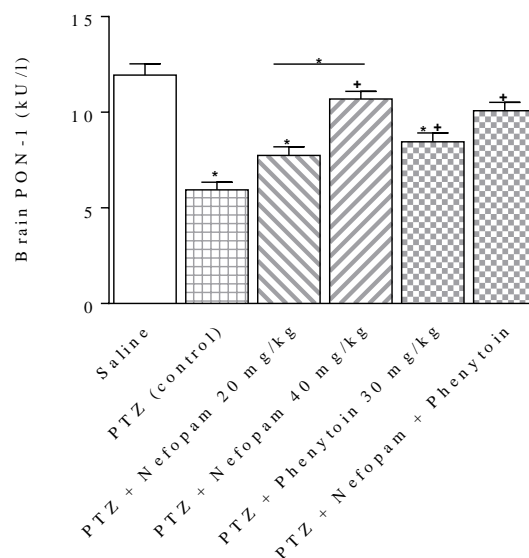 15
10
5
0
Brain PON-1 (kU/l)
*
*
*
+
* +
+
Saline
PTZ (control)
PTZ + Nefopam 20 mg/kg
PTZ + Nefopam 40 mg/kg
PTZ + Phenytoin 30 mg/kg
PTZ + Nefopam + Phenytoin